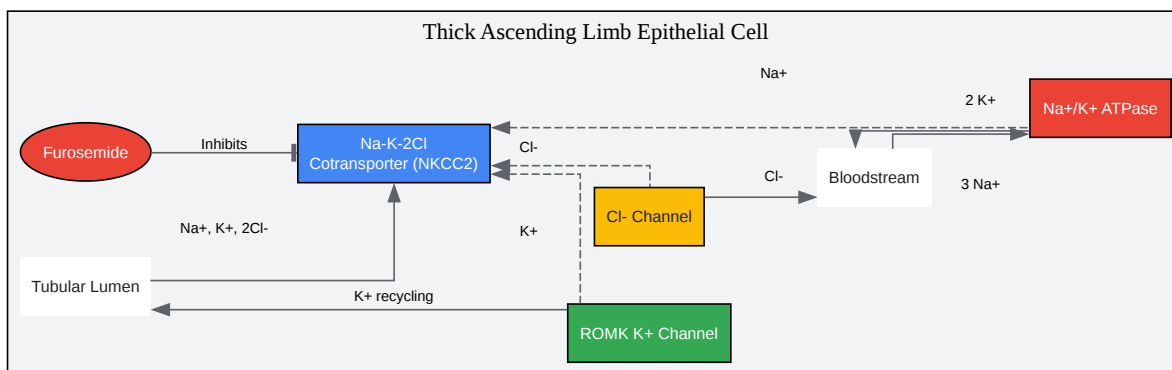 Thick Ascending Limb Epithelial Cell
Na+
2 K+
Na+/K+ ATPase
Furosemide
Inhibits
Na-K-2Cl
Cotransporter (NKCC2)
Cl-
Cl-
Bloodstream
3 Na+
Cl- Channel
Na+, K+, 2Cl-
K+
Tubular Lumen
K+ recycling
ROMK K+ Channel